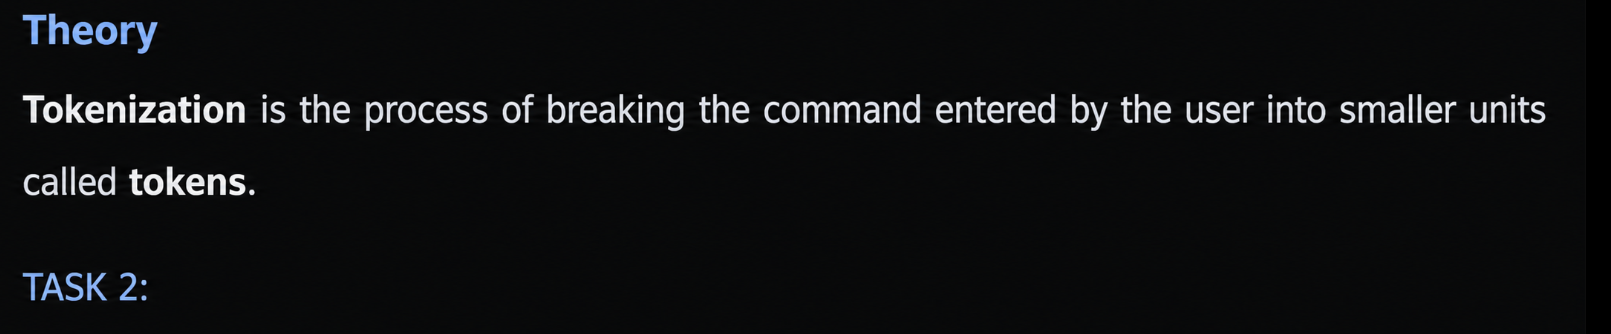 Theory
Tokenization is the process of breaking the command entered by the user into smaller units
called tokens.
TASK 2: